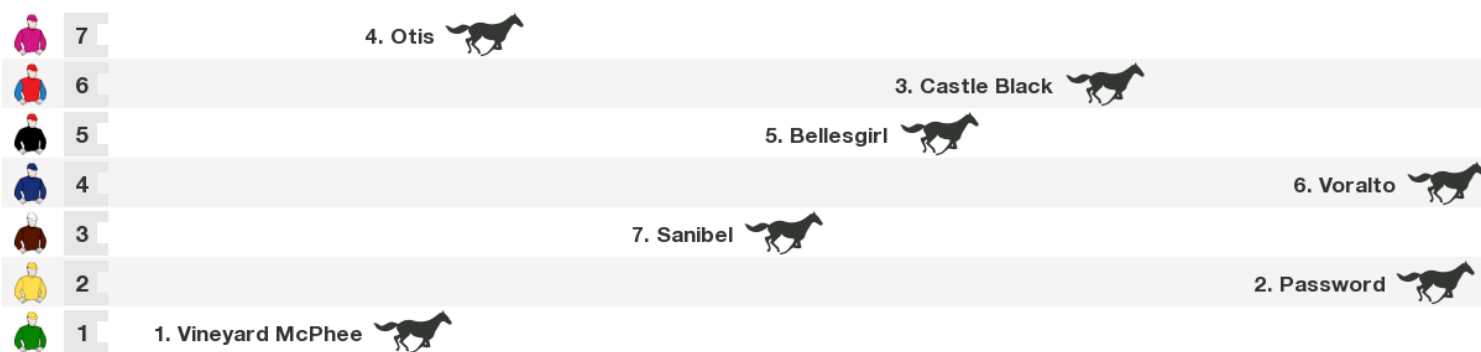 7 4. Otis
6 3. Castle Black
5 5. Bellesgirl
4 6. Voralto
3 7. Sanibel
2 2. Password
1 1. Vineyard McPhee